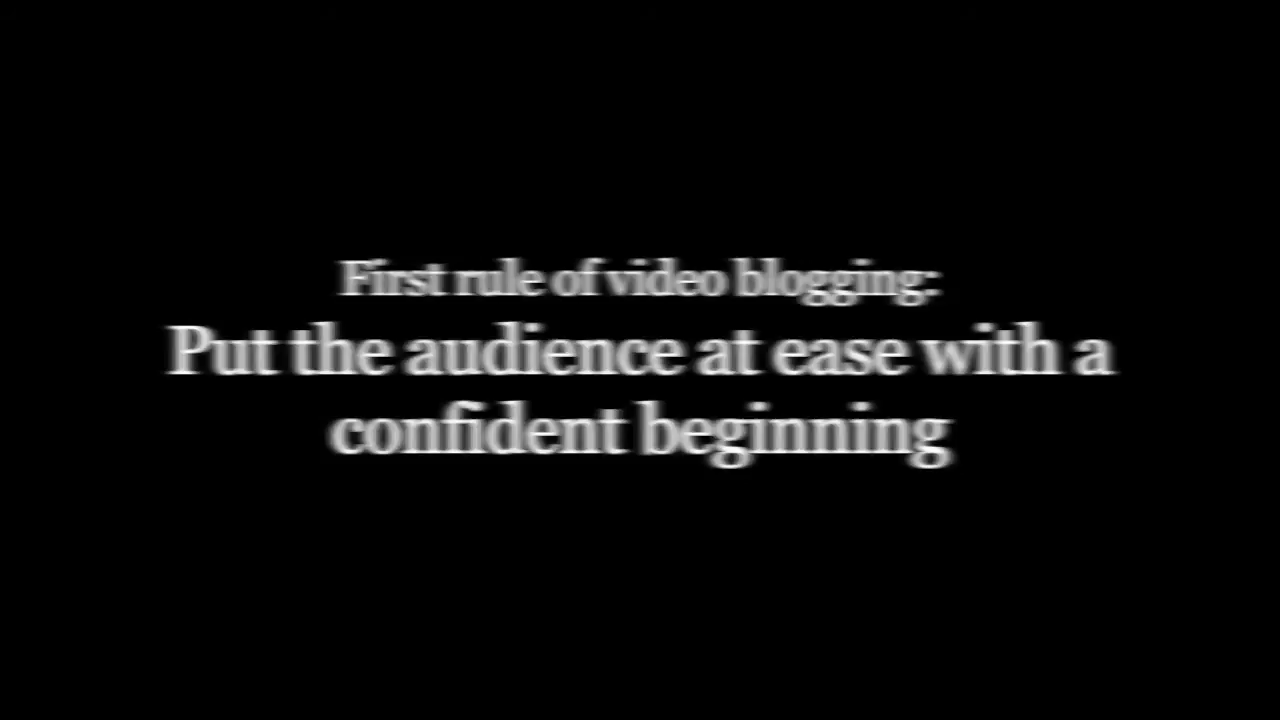 First rule of video blogging:
Put the audience at ease with a
confident beginning